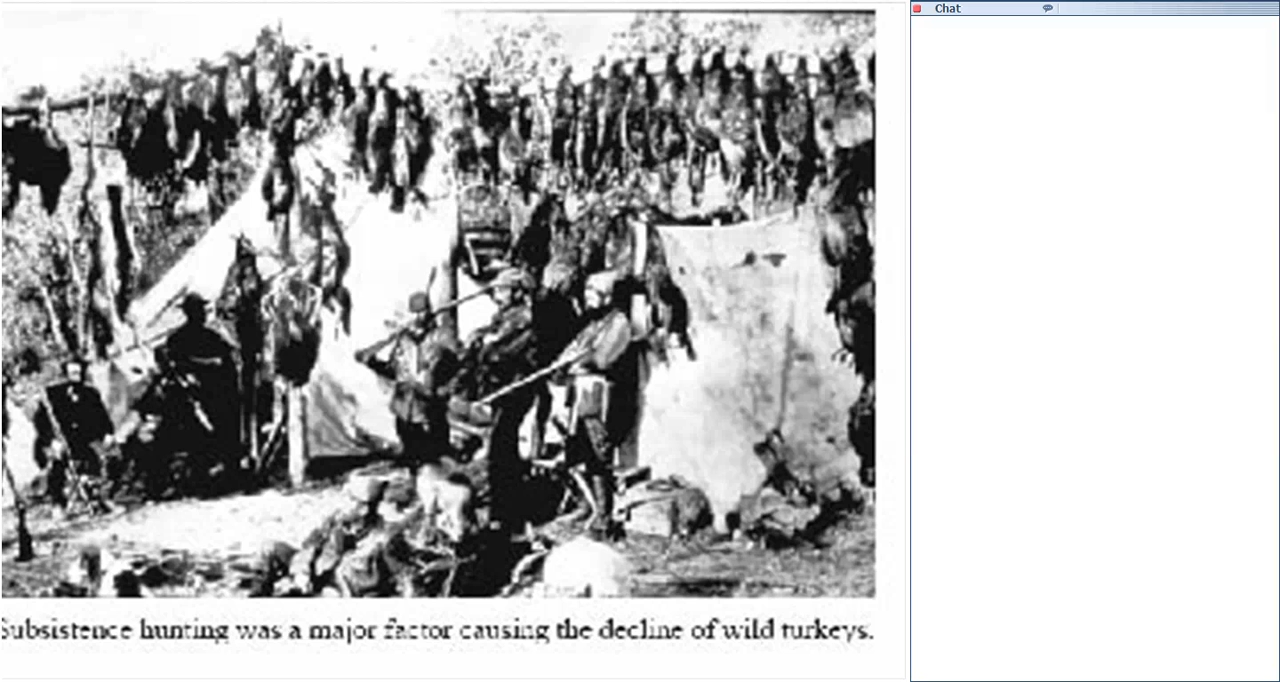 Chat
Subsistence hunting was a major factor causing the decline of wild turkeys.